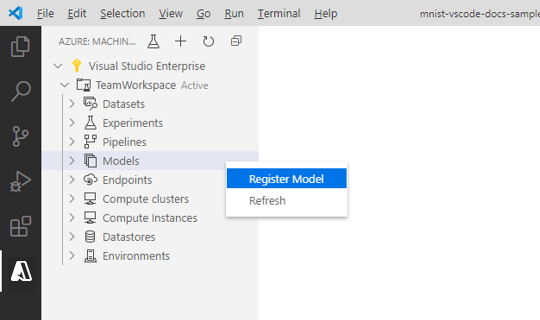 File Edit Selection View Go Run Terminal Help mnist-vscode-docs-sample
AZURE: MACHIN...
Visual Studio Enterprise
TeamWorkspace Active
Datasets
Experiments
Pipelines
Models
Register Model
Endpoints
Refresh
Compute clusters
Compute Instances
Datastores
Environments